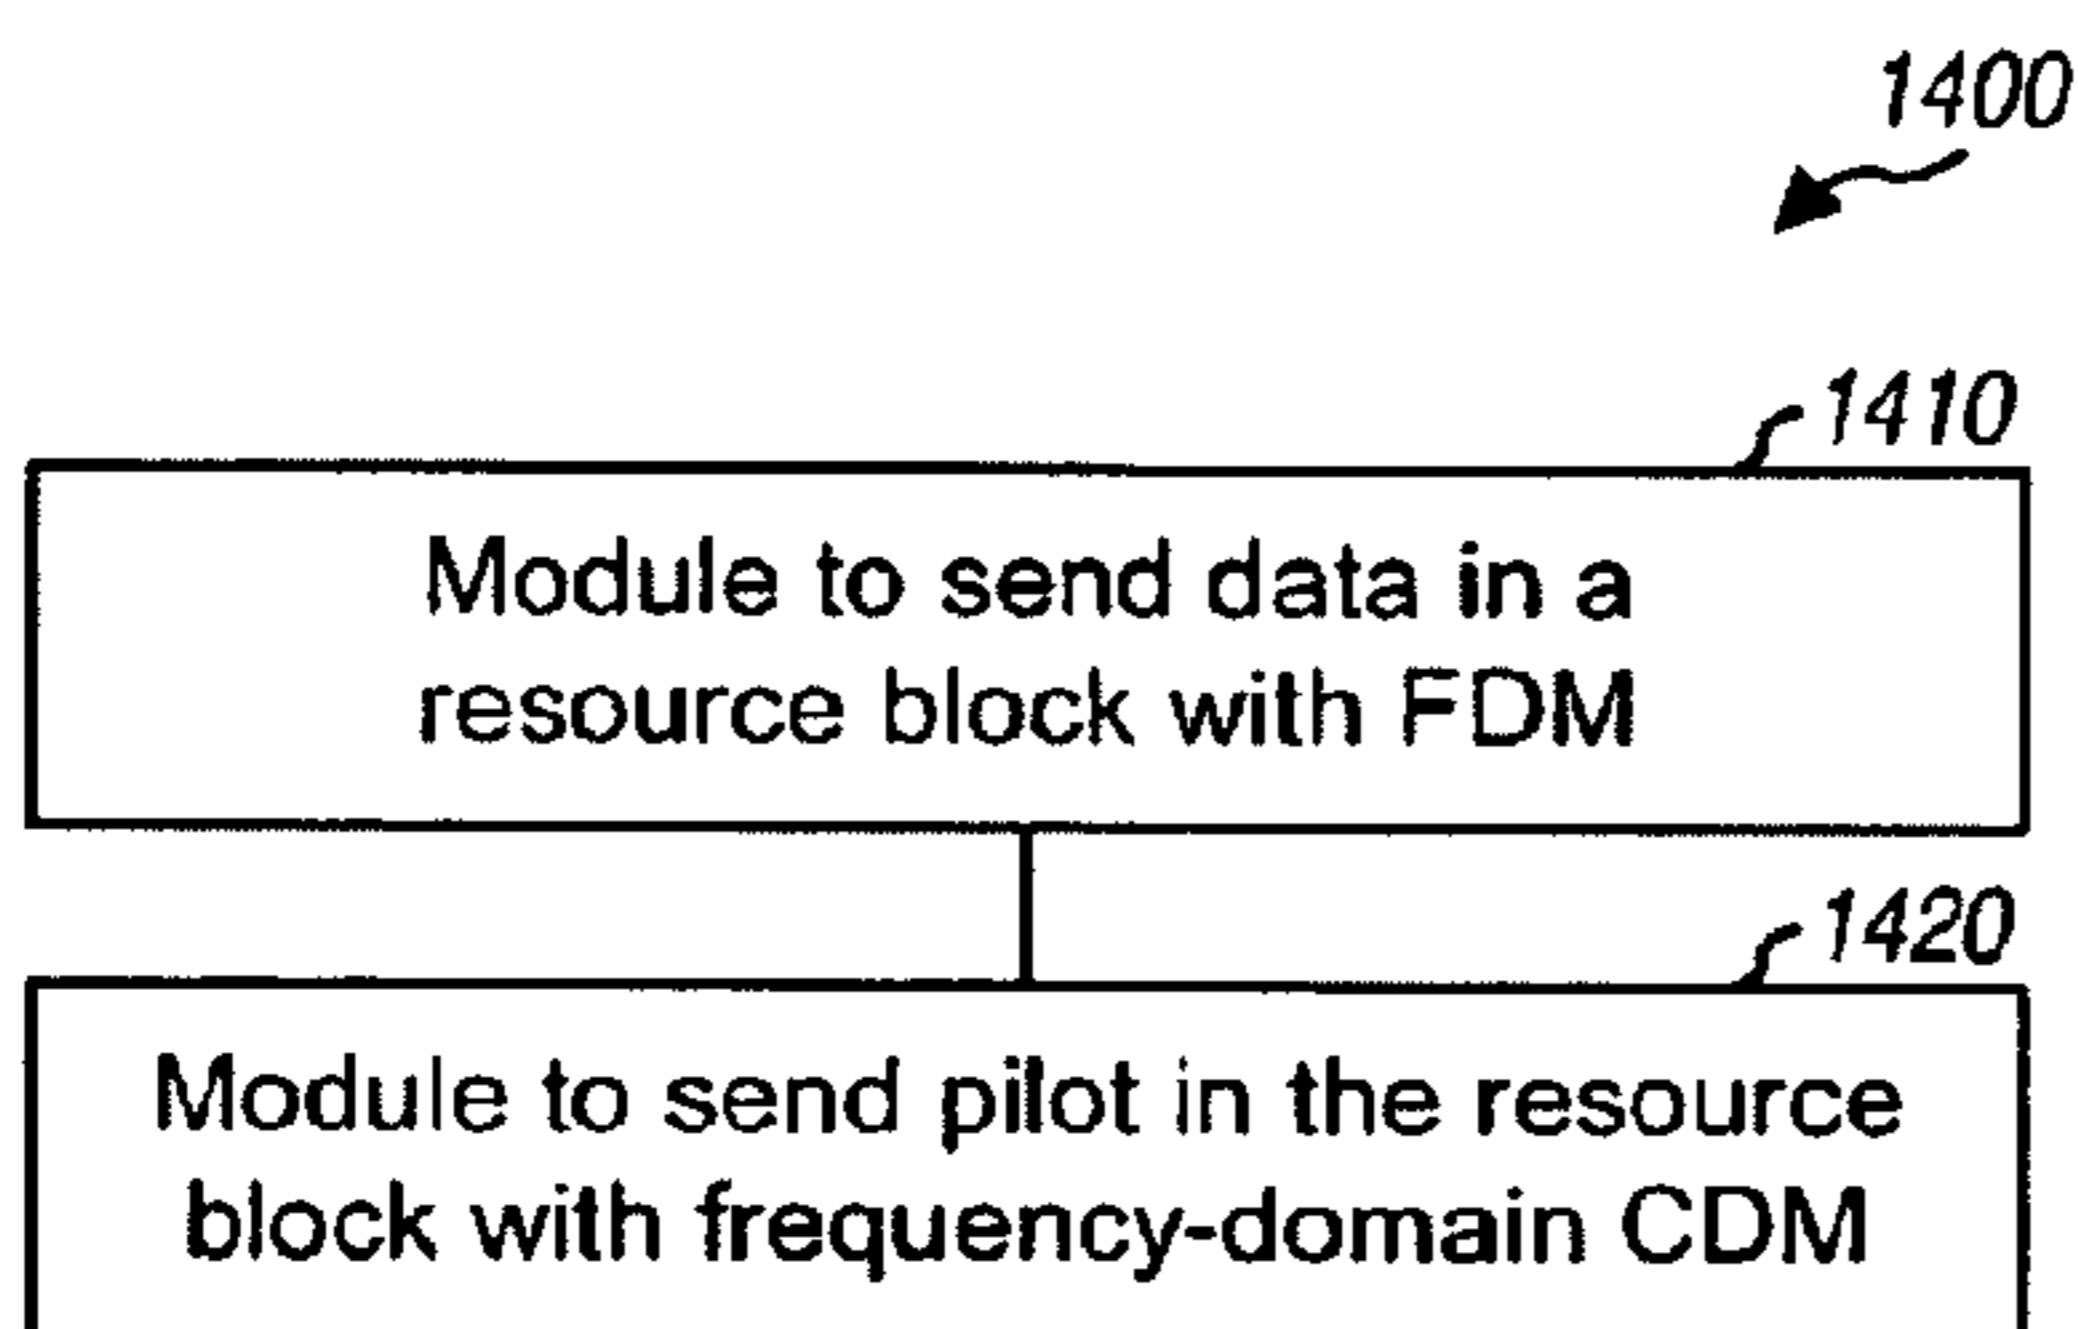 1400
1410
Module to send data in a
resource block with FDM
1420
Module to send pilot in the resource
block with frequency-domain CDM